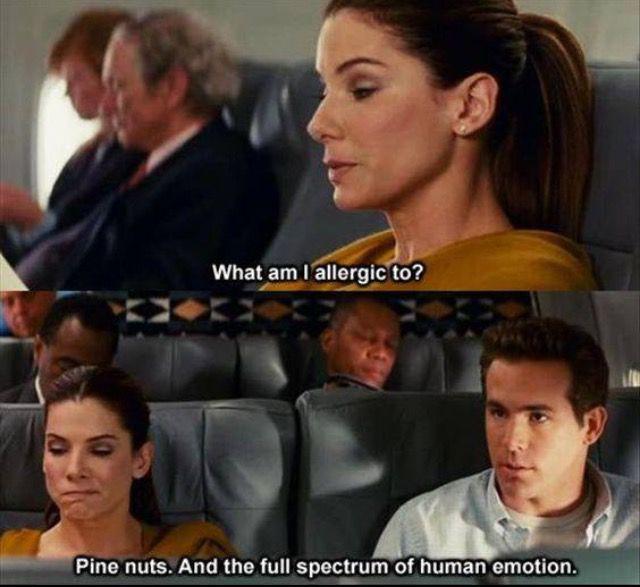 What am I allergic to?
Pine nuts. And the full spectrum of human emotion.